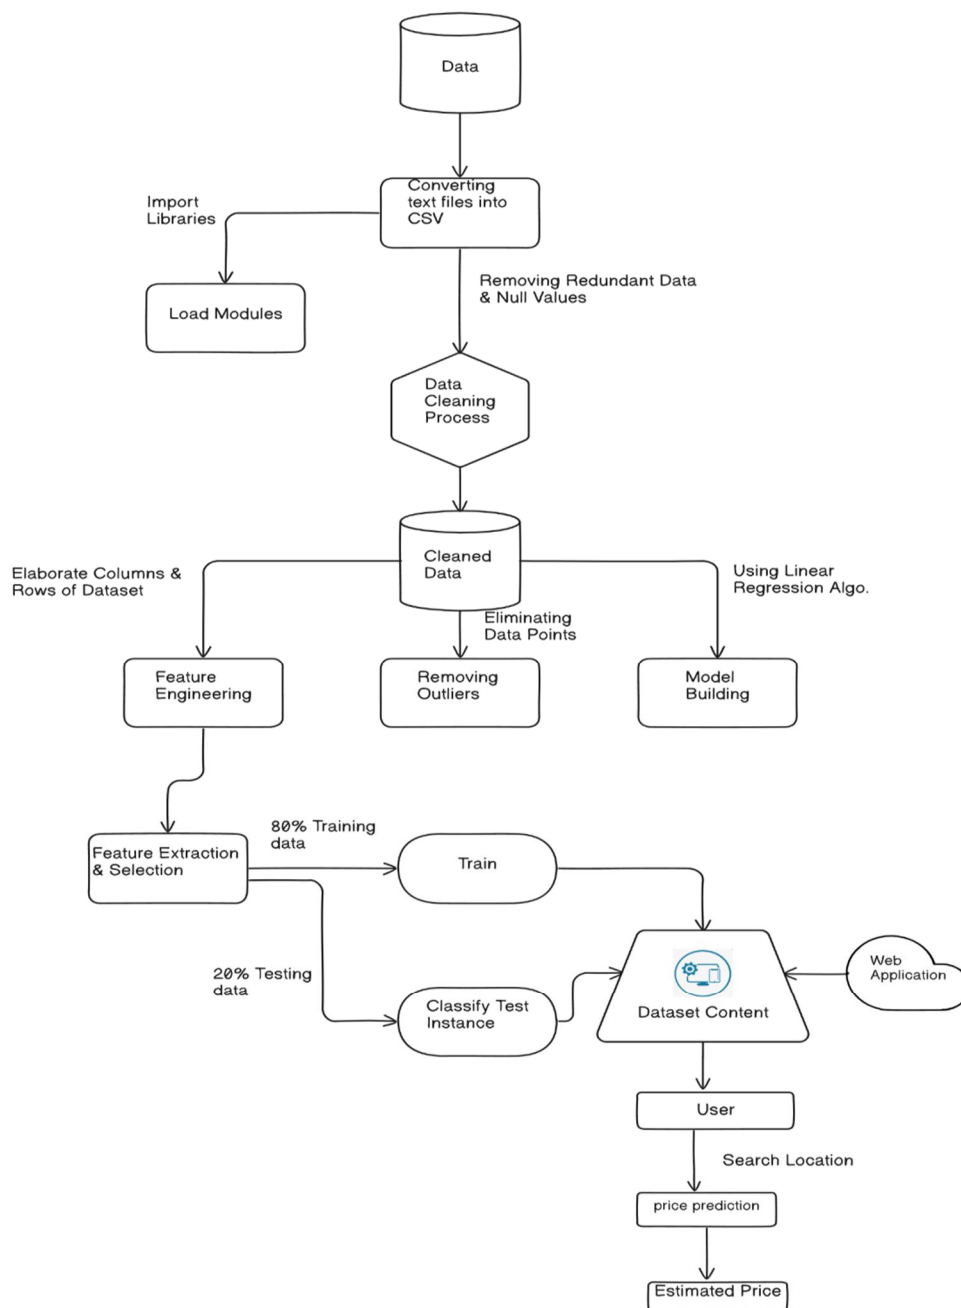 Data
Converting
text files into
CSV
Import
Libraries
Load Modules
Removing Redundant Data
& Null Values
Data
Cleaning
Process
Cleaned
Data
Elaborate Columns &
Rows of Dataset
Using Linear
Regression Algo.
Eliminating
Data Points
Feature
Engineering
Removing
Outliers
Model
Building
80% Training
data
Feature Extraction
& Selection
Train
20% Testing
data
Classify Test
Instance
Dataset Content
Web
Application
User
Search Location
price prediction
Estimated Price